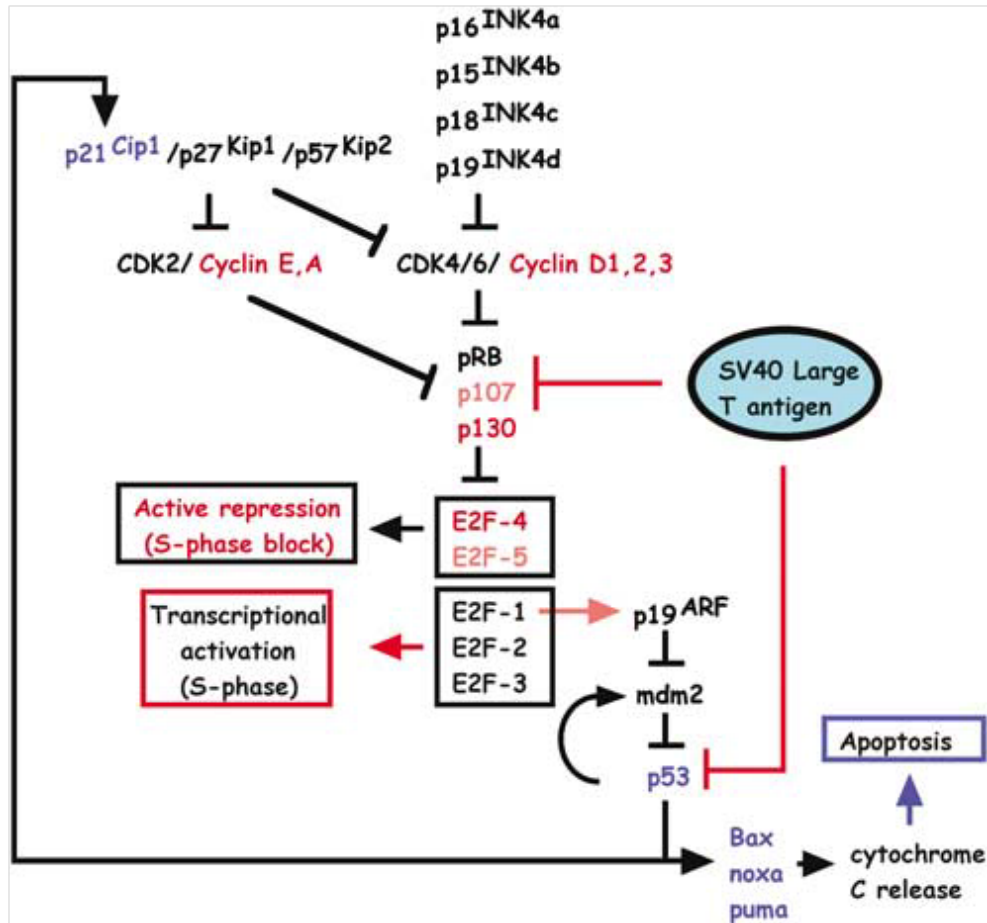 p16INK4a
p15INK4b
p18INK4c
p19INK4d
p21Cip1/p27Kip1/p57Kip2
CDK2/Cyclin E,A
CDK4/6/Cyclin D1,2,3
pRB
p107
p130
SV40 Large
T antigen
Active repression
(S-phase block)
E2F-4
E2F-5
Transcriptional
activation
(S-phase)
E2F-1
E2F-2
E2F-3
p19ARF
mdm2
p53
Apoptosis
Bax
noxa
puma
cytochrome
C release